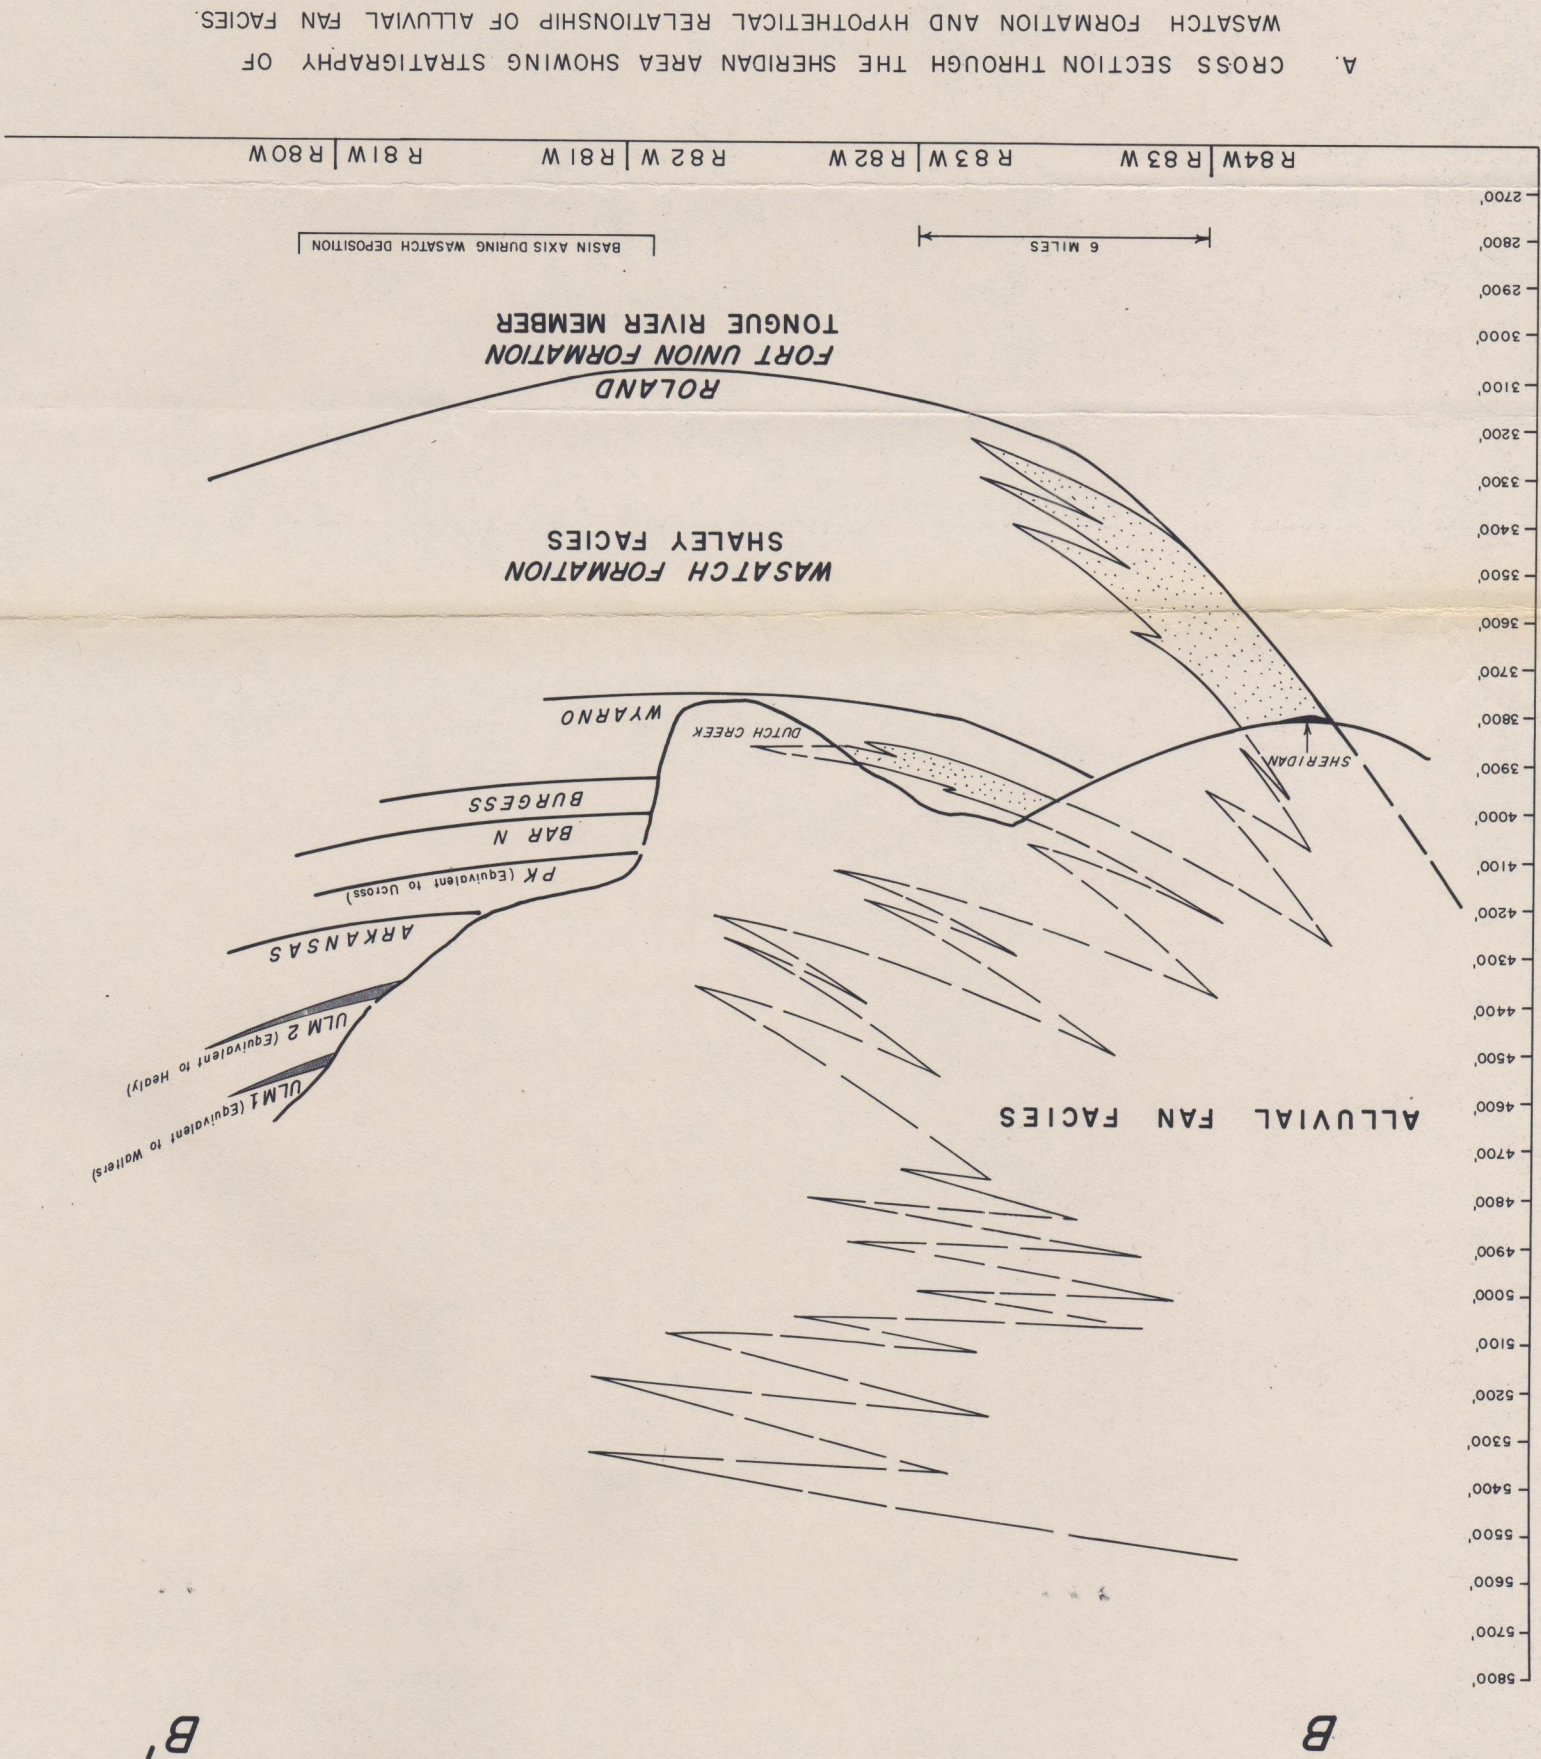 B
B'
5800'
5700'
5600'
5500'
5400'
5300'
5200'
5100'
5000'
4900'
4800'
4700'
4600'
4500'
4400'
4300'
4200'
4100'
4000'
3900'
3800'
3700'
3600'
3500'
3400'
3300'
3200'
3100'
3000'
2900'
2800'
2700'
ALLUVIAL FAN FACIES
ULM 1 (Equivalent to Walters)
ULM 2 (Equivalent to Healy)
ARKANSAS
PK (Equivalent to Ucross)
BAR N
BURGESS
SHERIDAN
DUTCH CREEK
WYARNO
WASATCH FORMATION
SHALEY FACIES
ROLAND
FORT UNION FORMATION
TONGUE RIVER MEMBER
6 MILES
BASIN AXIS DURING WASATCH DEPOSITION
R84W R83W R83W R82W R82W R81W R81W R80W
A. CROSS SECTION THROUGH THE SHERIDAN AREA SHOWING STRATIGRAPHY OF
WASATCH FORMATION AND HYPOTHETICAL RELATIONSHIP OF ALLUVIAL FAN FACIES.